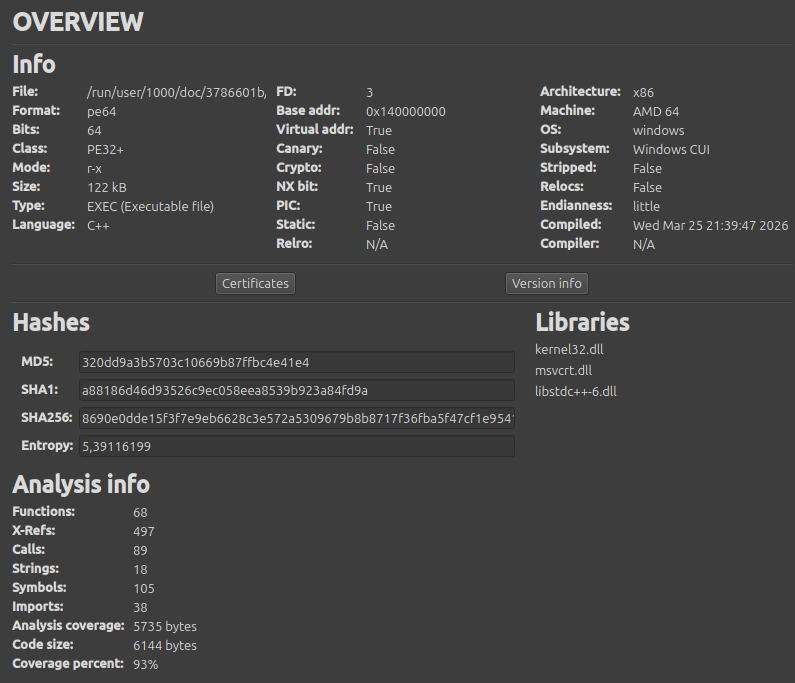 OVERVIEW
Info
File: /run/user/1000/doc/3786601b/ FD: 3 Architecture: x86
Format: pe64 Base addr: 0x140000000 Machine: AMD 64
Bits: 64 Virtual addr: True OS: windows
Class: PE32+ Canary: False Subsystem: Windows CUI
Mode: r-x Crypto: False Stripped: False
Size: 122 kB NX bit: True Relocs: False
Type: EXEC (Executable file) PIC: True Endianness: little
Language: C++ Static: False Compiled: Wed Mar 25 21:39:47 2026
Relro: N/A Compiler: N/A
Certificates Version info
Hashes
MD5: 320dd9a3b5703c10669b87ffbc4e41e4
SHA1: a88186d46d93526c9ec058eea8539b923a84fd9a
SHA256: 8690e0dde15f3f7e9eb6628c3e572a5309679b8b8717f36fba5f47cf1e954
Entropy: 5,39116199
Libraries
kernel32.dll
msvcrt.dll
libstdc++-6.dll
Analysis info
Functions: 68
X-Refs: 497
Calls: 89
Strings: 18
Symbols: 105
Imports: 38
Analysis coverage: 5735 bytes
Code size: 6144 bytes
Coverage percent: 93%